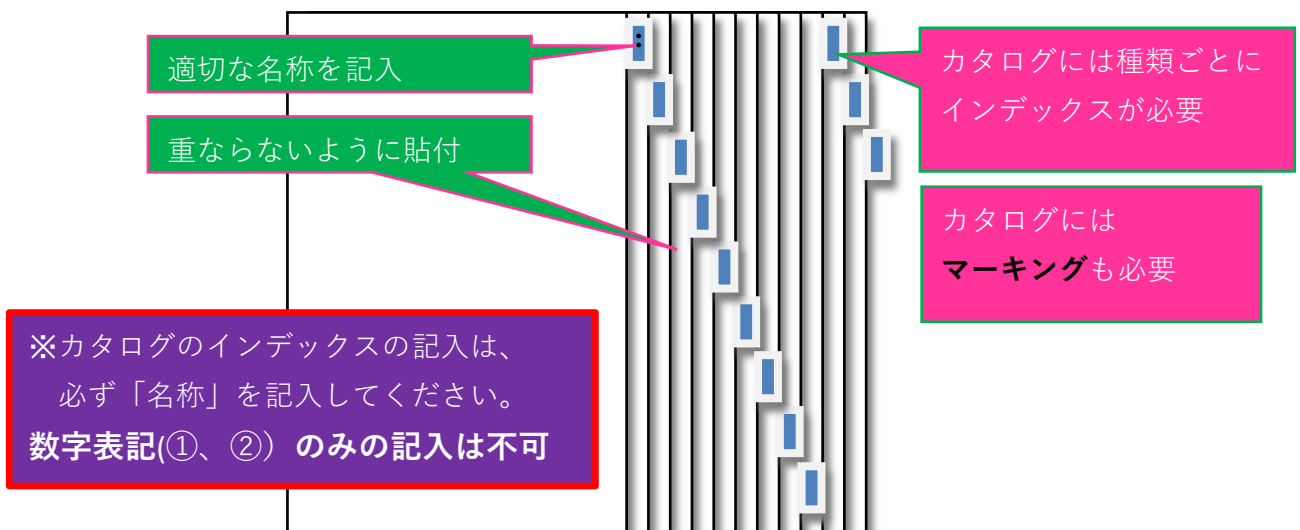 適切な名称を記入
重ならないように貼付
カタログには種類ごとに
インデックスが必要
カタログには
マーキングも必要
※カタログのインデックスの記入は、
必ず「名称」を記入してください。
数字表記(①、②）のみの記入は不可